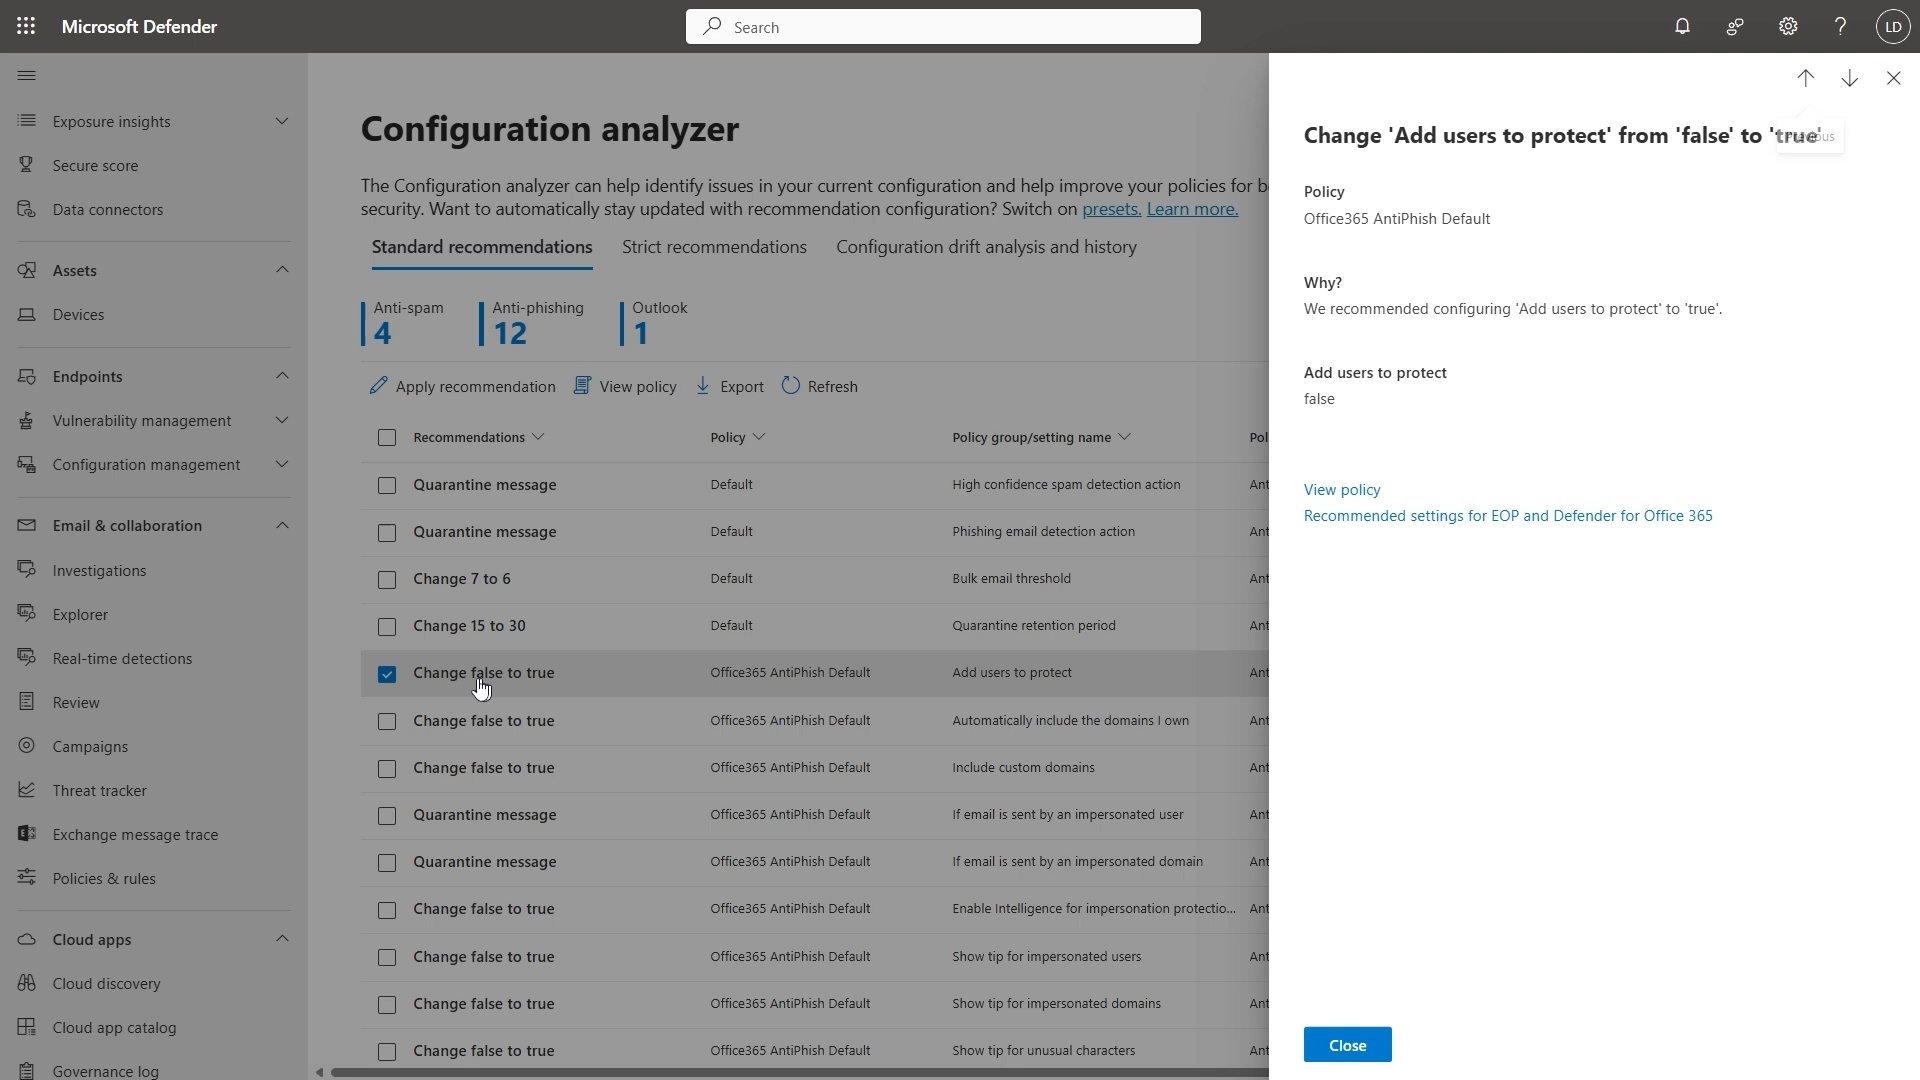 Microsoft Defender
Search
LD
Exposure insights
Secure score
Data connectors
Assets
Devices
Endpoints
Vulnerability management
Configuration management
Email & collaboration
Investigations
Explorer
Real-time detections
Review
Campaigns
Threat tracker
Exchange message trace
Policies & rules
Cloud apps
Cloud discovery
Cloud app catalog
Governance log
Configuration analyzer
The Configuration analyzer can help identify issues in your current configuration and help improve your policies for b
security. Want to automatically stay updated with recommendation configuration? Switch on presets. Learn more.
Standard recommendations Strict recommendations Configuration drift analysis and history
Anti-spam Anti-phishing Outlook
4 12 1
Apply recommendation View policy Export Refresh
Recommendations Policy Policy group/setting name Pol
Quarantine message Default High confidence spam detection action Ant
Quarantine message Default Phishing email detection action Ant
Change 7 to 6 Default Bulk email threshold Ant
Change 15 to 30 Default Quarantine retention period Ant
Change false to true Office365 AntiPhish Default Add users to protect Ant
Change false to true Office365 AntiPhish Default Automatically include the domains I own Ant
Change false to true Office365 AntiPhish Default Include custom domains Ant
Quarantine message Office365 AntiPhish Default If email is sent by an impersonated user Ant
Quarantine message Office365 AntiPhish Default If email is sent by an impersonated domain Ant
Change false to true Office365 AntiPhish Default Enable Intelligence for impersonation protectio... Ant
Change false to true Office365 AntiPhish Default Show tip for impersonated users Ant
Change false to true Office365 AntiPhish Default Show tip for impersonated domains Ant
Change false to true Office365 AntiPhish Default Show tip for unusual characters Ant
Change 'Add users to protect' from 'false' to 'true'
Policy
Office365 AntiPhish Default
Why?
We recommended configuring 'Add users to protect' to 'true'.
Add users to protect
false
View policy
Recommended settings for EOP and Defender for Office 365
Close